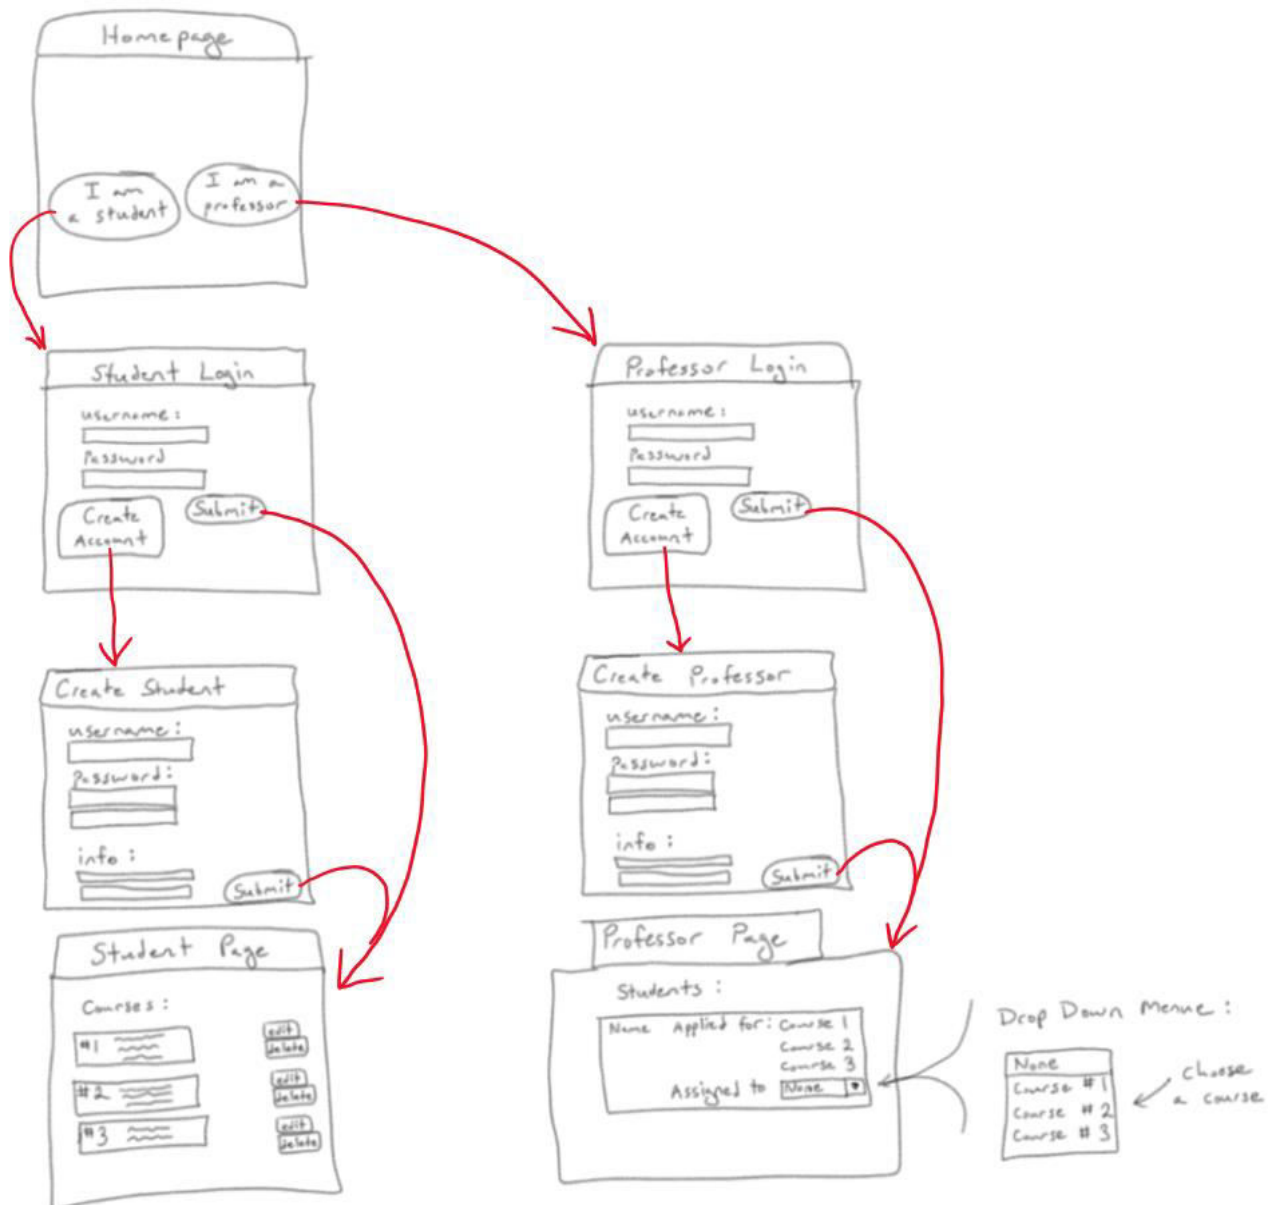 Homepage
I am
a student
I am a
professor
Student Login
username:
Password
Create
Account
Submit
Professor Login
username:
Password
Create
Account
Submit
Create Student
username:
Password:
info:
Submit
Create Professor
username:
Password:
info:
Submit
Student Page
Courses:
#1
edit
delete
#2
edit
delete
#3
edit
delete
Professor Page
Students:
Name Applied for: Course 1
Course 2
Course 3
Assigned to None
Drop Down Menue:
None
Course #1
Course #2
Course #3
choose
a course